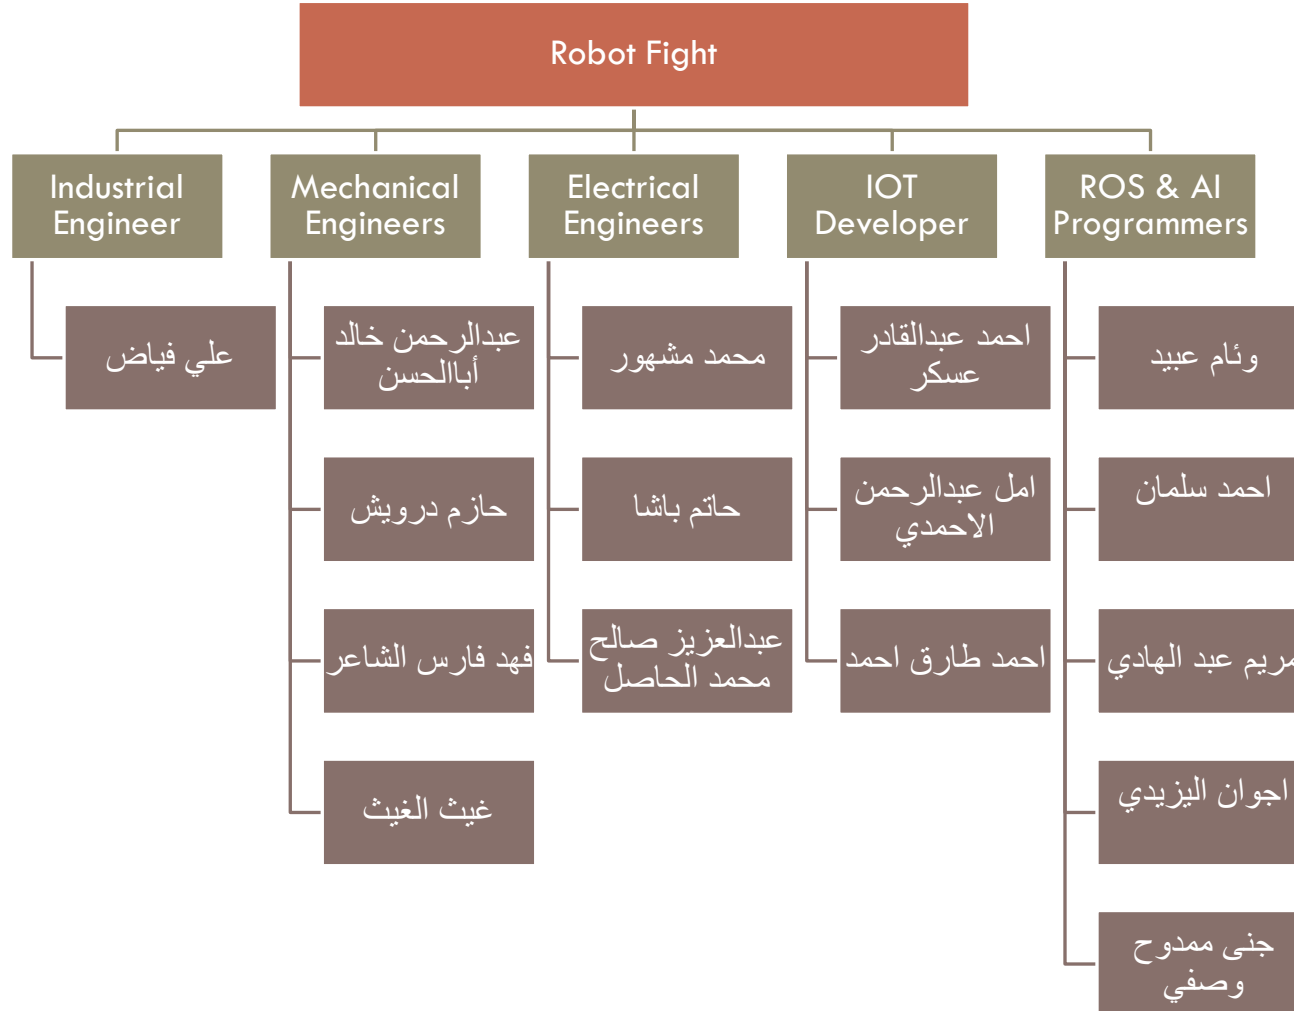 Robot Fight
Industrial
Engineer
Mechanical
Engineers
Electrical
Engineers
IOT
Developer
ROS & AI
Programmers
علي فياض
عبدالرحمن خالد
أباالحسن
حازم درويش
فهد فارس الشاعر
غيث الغيث
محمد مشهور
حاتم باشا
عبدالعزيز صالح
محمد الحاصل
احمد عبدالقادر
عسكر
امل عبدالرحمن
الاحمدي
احمد طارق احمد
وئام عبيد
احمد سلمان
مريم عبد الهادي
اجوان اليزيدي
جنى ممدوح
وصفي